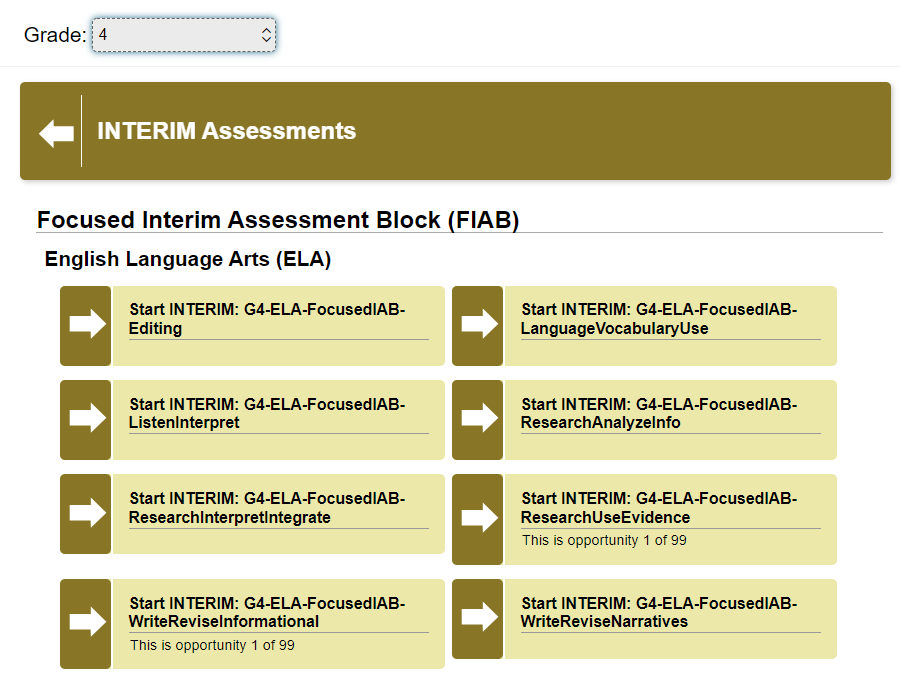 Grade: 4
INTERIM Assessments
Focused Interim Assessment Block (FIAB)
English Language Arts (ELA)
Start INTERIM: G4-ELA-FocusedIAB-
Editing
Start INTERIM: G4-ELA-FocusedIAB-
LanguageVocabularyUse
Start INTERIM: G4-ELA-FocusedIAB-
ListenInterpret
Start INTERIM: G4-ELA-FocusedIAB-
ResearchAnalyzeInfo
Start INTERIM: G4-ELA-FocusedIAB-
ResearchInterpretIntegrate
Start INTERIM: G4-ELA-FocusedIAB-
ResearchUseEvidence
This is opportunity 1 of 99
Start INTERIM: G4-ELA-FocusedIAB-
WriteReviseInformational
This is opportunity 1 of 99
Start INTERIM: G4-ELA-FocusedIAB-
WriteReviseNarratives